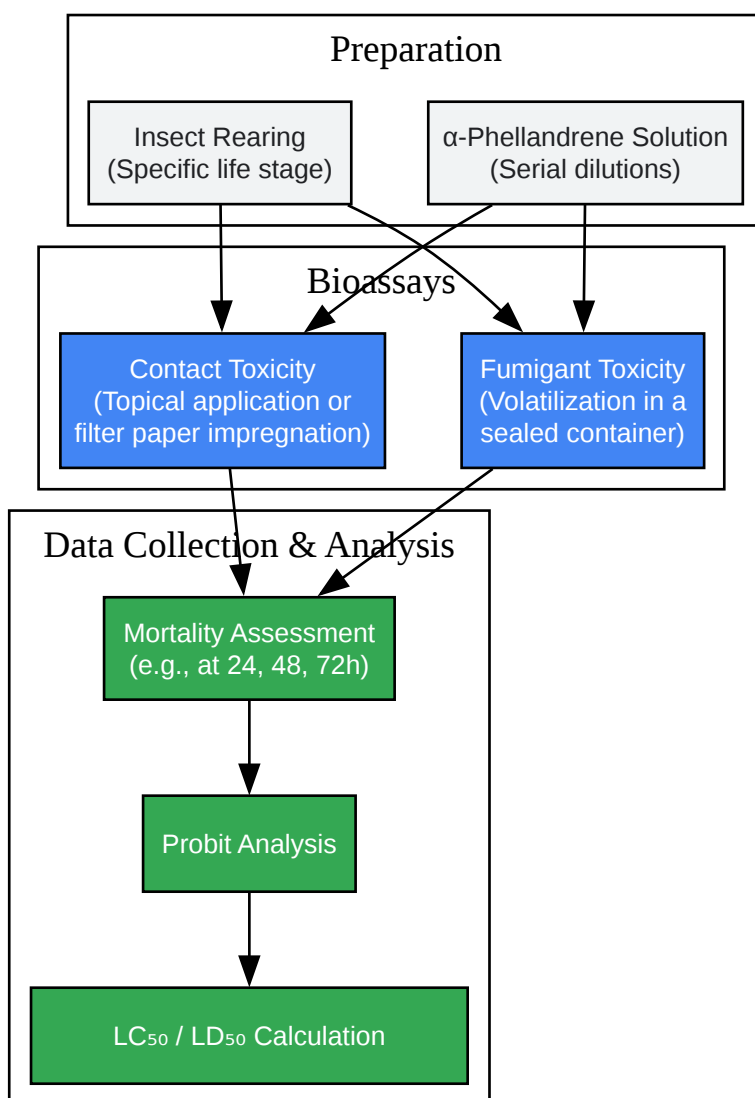 Preparation
Insect Rearing
(Specific life stage)
α-Phellandrene Solution
(Serial dilutions)
Bioassays
Contact Toxicity
(Topical application or
filter paper impregnation)
Fumigant Toxicity
(Volatilization in a
sealed container)
Data Collection & Analysis
Mortality Assessment
(e.g., at 24, 48, 72h)
Probit Analysis
LC₅₀ / LD₅₀ Calculation